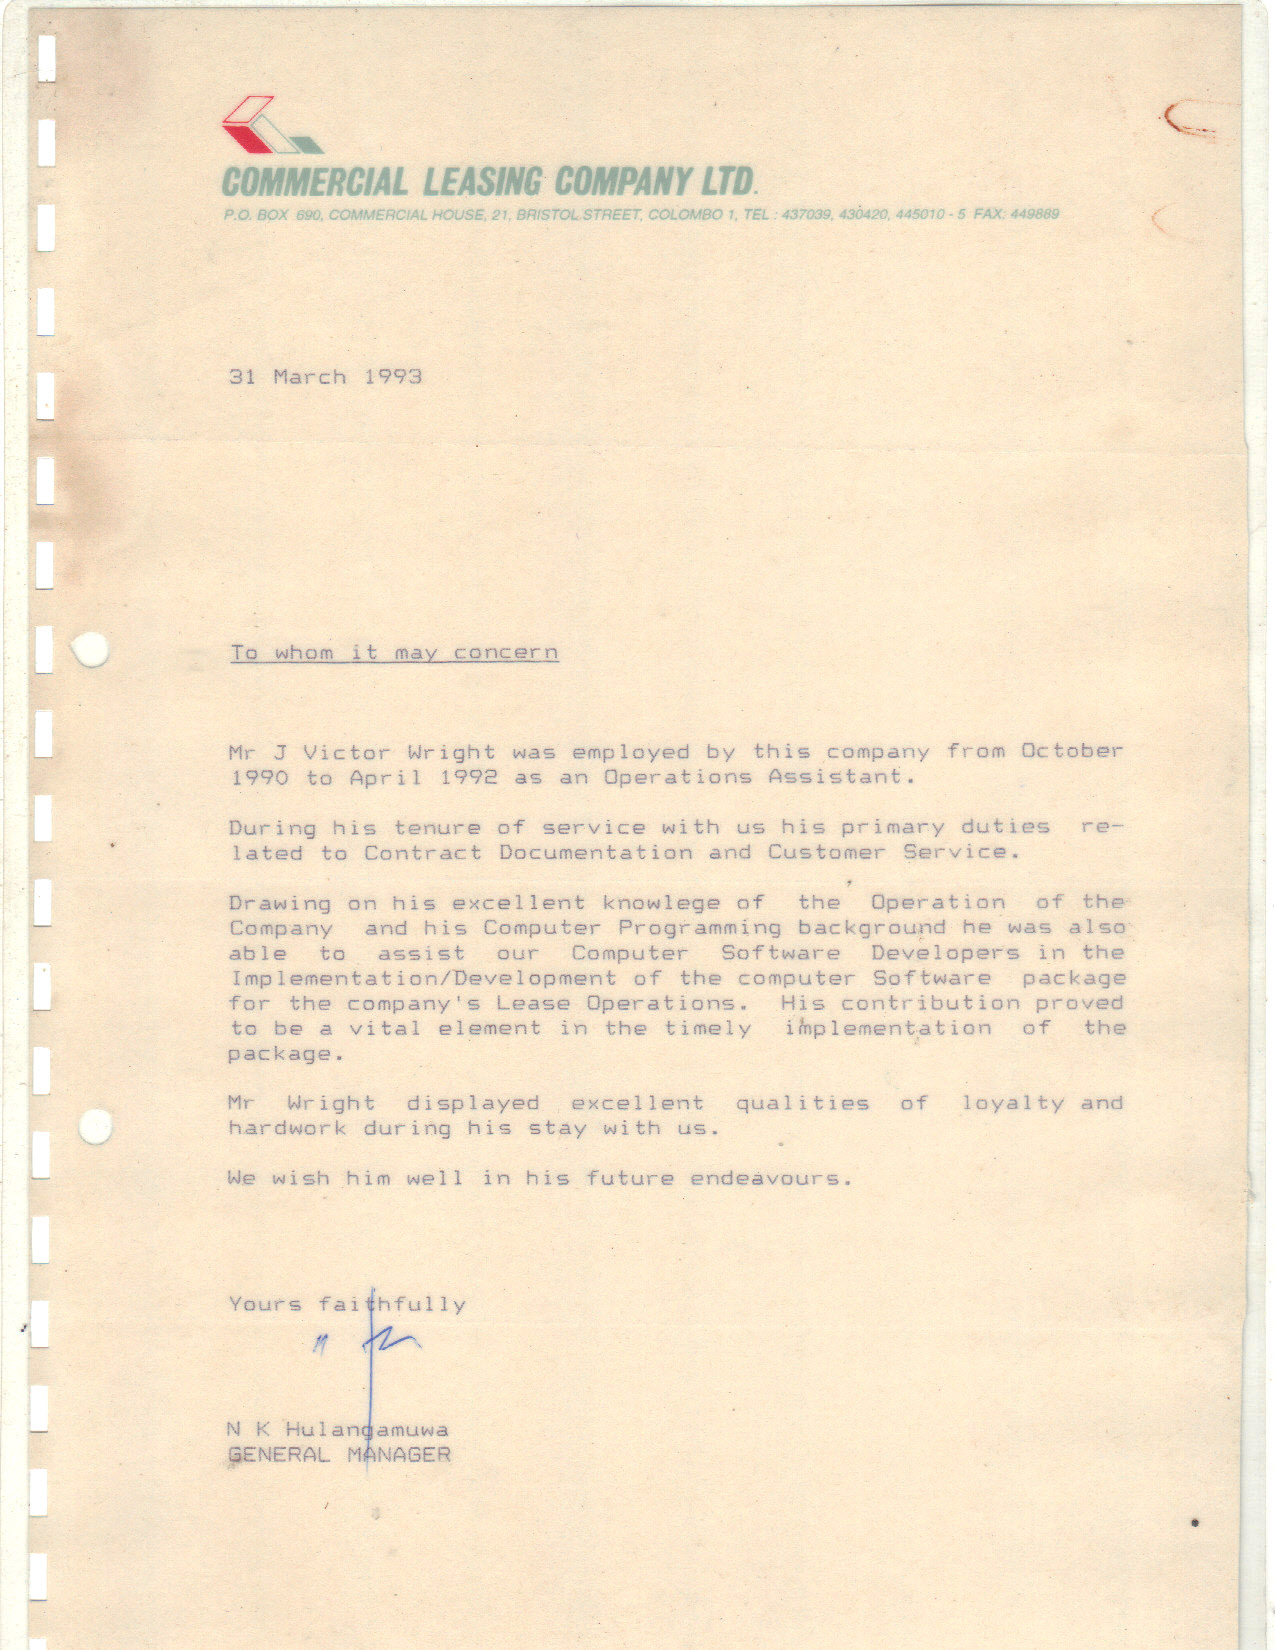 COMMERCIAL LEASING COMPANY LTD.
P.O. BOX 690, COMMERCIAL HOUSE, 21, BRISTOL STREET, COLOMBO 1, TEL : 437039, 430420, 445010 - 5 FAX: 449889
31 March 1993
To whom it may concern
Mr J Victor Wright was employed by this company from October
1990 to April 1992 as an Operations Assistant.
During his tenure of service with us his primary duties re-
lated to Contract Documentation and Customer Service.
Drawing on his excellent knowlege of the Operation of the
Company and his Computer Programming background he was also
able to assist our Computer Software Developers in the
Implementation/Development of the computer Software package
for the company's Lease Operations. His contribution proved
to be a vital element in the timely implementation of the
package.
Mr Wright displayed excellent qualities of loyalty and
hardwork during his stay with us.
We wish him well in his future endeavours.
Yours faithfully
N K Hulangamuwa
GENERAL MANAGER